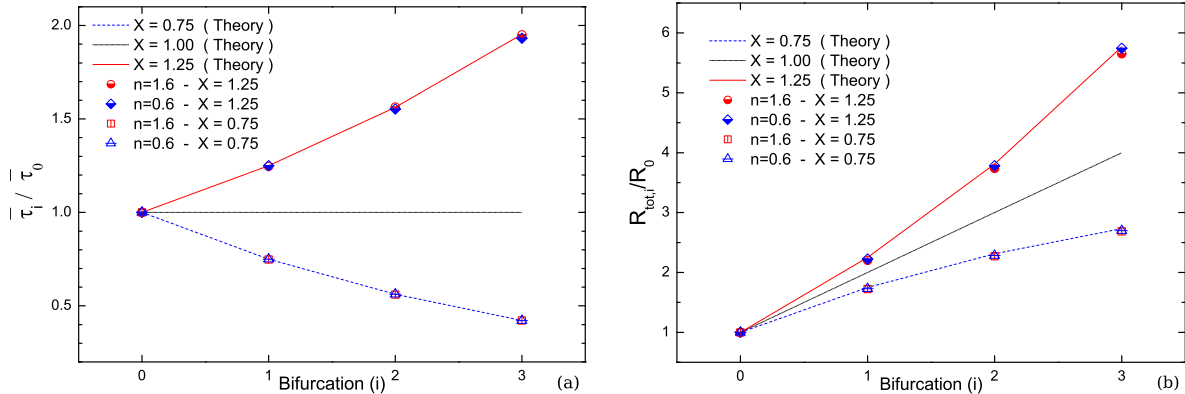 2.0
1.5
1.0
0.5
τ̅i / τ̅0
X = 0.75 ( Theory )
X = 1.00 ( Theory )
X = 1.25 ( Theory )
n=1.6 - X = 1.25
n=0.6 - X = 1.25
n=1.6 - X = 0.75
n=0.6 - X = 0.75
0 1 2 3
Bifurcation (i)
(a)
6
5
4
3
2
1
Rtot,i/R0
X = 0.75 ( Theory )
X = 1.00 ( Theory )
X = 1.25 ( Theory )
n=1.6 - X = 1.25
n=0.6 - X = 1.25
n=1.6 - X = 0.75
n=0.6 - X = 0.75
0 1 2 3
Bifurcation (i)
(b)